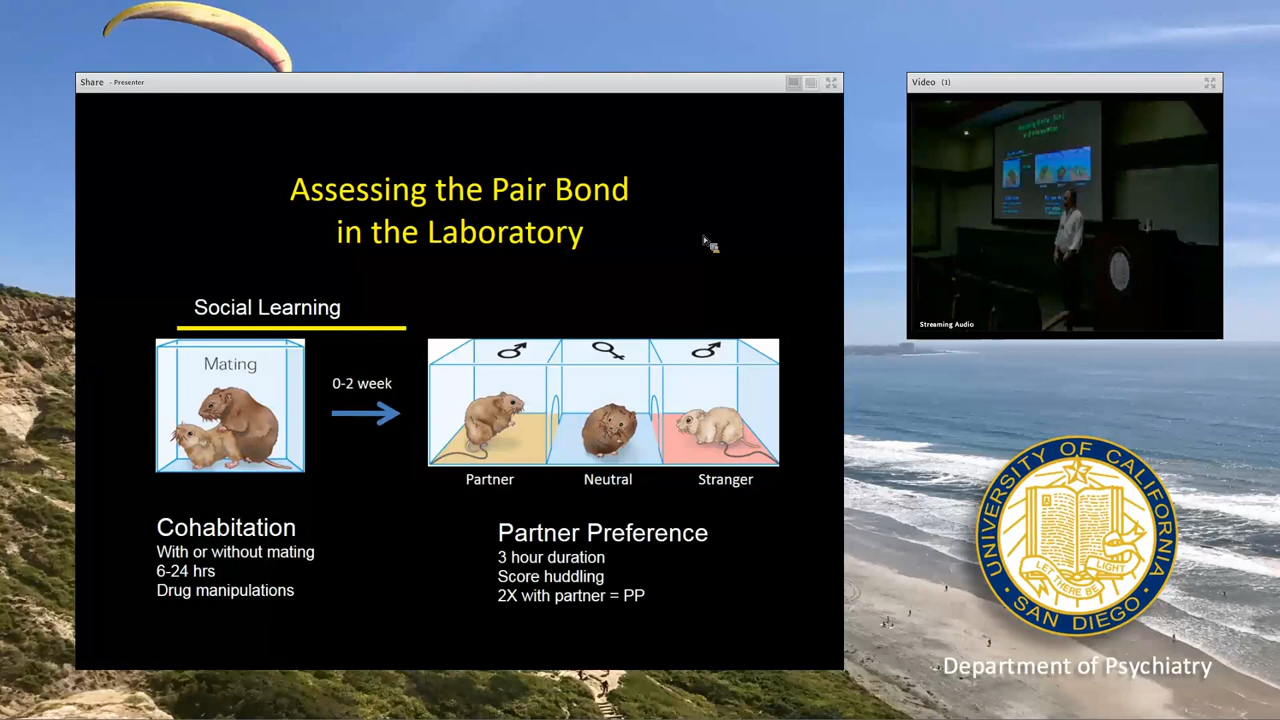 Share - Presenter
Assessing the Pair Bond
in the Laboratory
Social Learning
Mating
0-2 week
Partner
Neutral
Stranger
Cohabitation
With or without mating
6-24 hrs
Drug manipulations
Partner Preference
3 hour duration
Score huddling
2X with partner = PP
Video (1)
Streaming Audio
UNIVERSITY OF CALIFORNIA
LET THERE BE LIGHT
SAN DIEGO
Department of Psychiatry